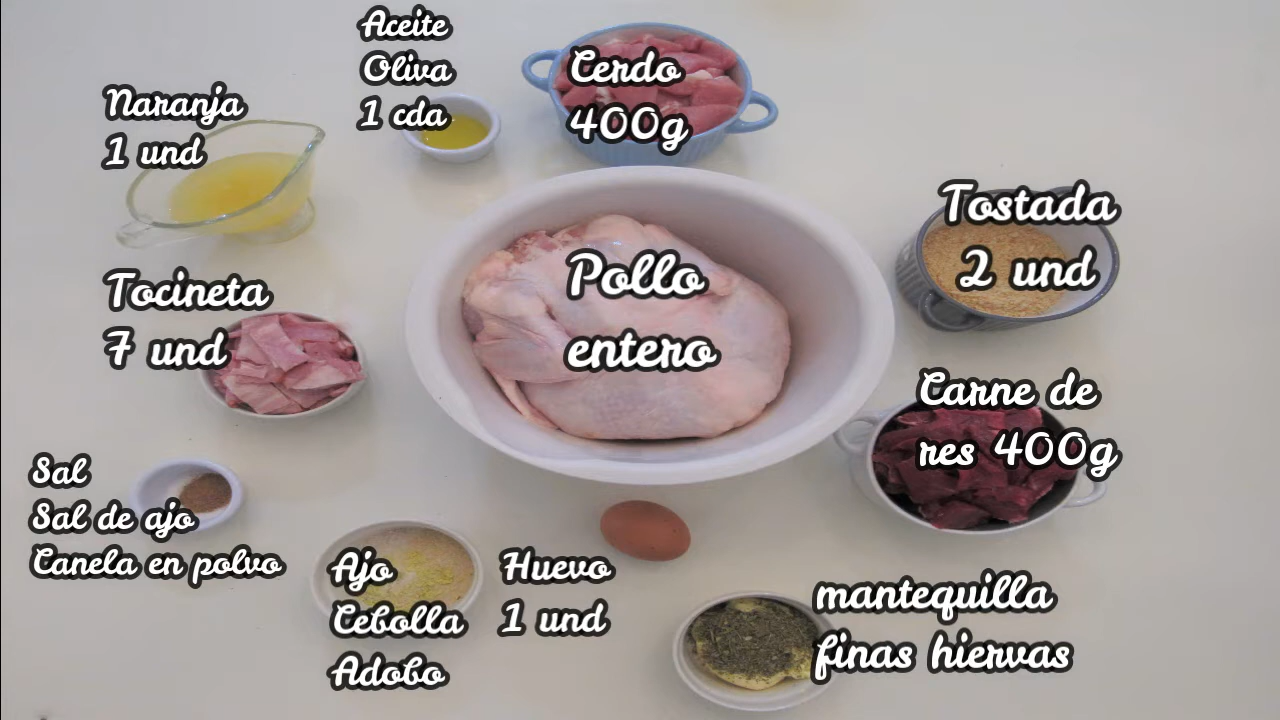 Aceite
Oliva
1 cda
Cerdo
400g
Naranja
1 und
Tostada
2 und
Pollo
entero
Tocineta
7 und
Carne de
res 400g
Sal
Sal de ajo
Canela en polvo
Ajo
Cebolla
Adobo
Huevo
1 und
mantequilla
finas hiervas